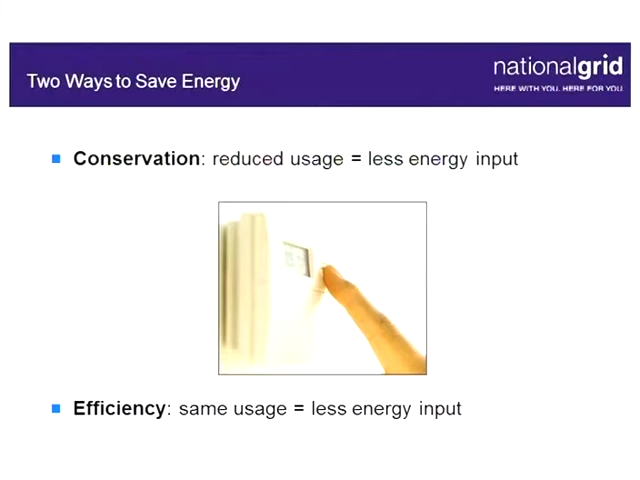 Two Ways to Save Energy
nationalgrid
HERE WITH YOU. HERE FOR YOU.
Conservation: reduced usage = less energy input
Efficiency: same usage = less energy input